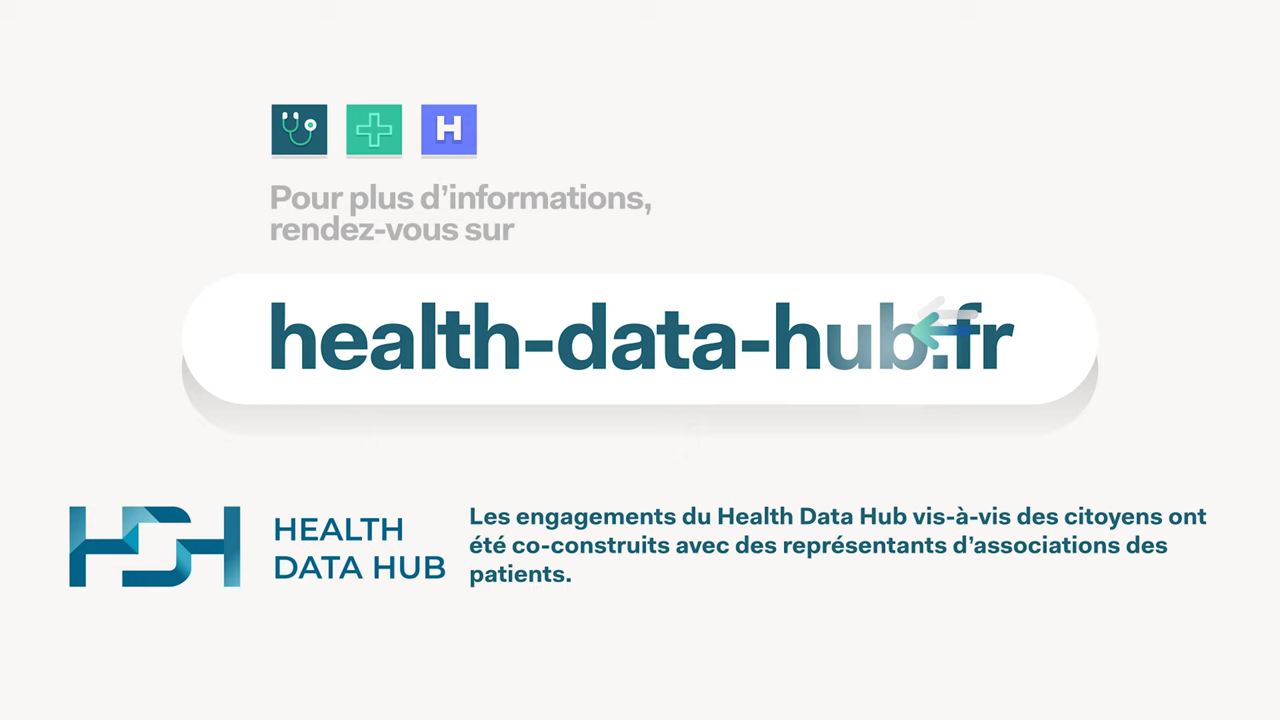 H
Pour plus d’informations,
rendez-vous sur
health-data-hub.fr
HDH
HEALTH
DATA HUB
Les engagements du Health Data Hub vis-à-vis des citoyens ont
été co-construits avec des représentants d’associations des
patients.